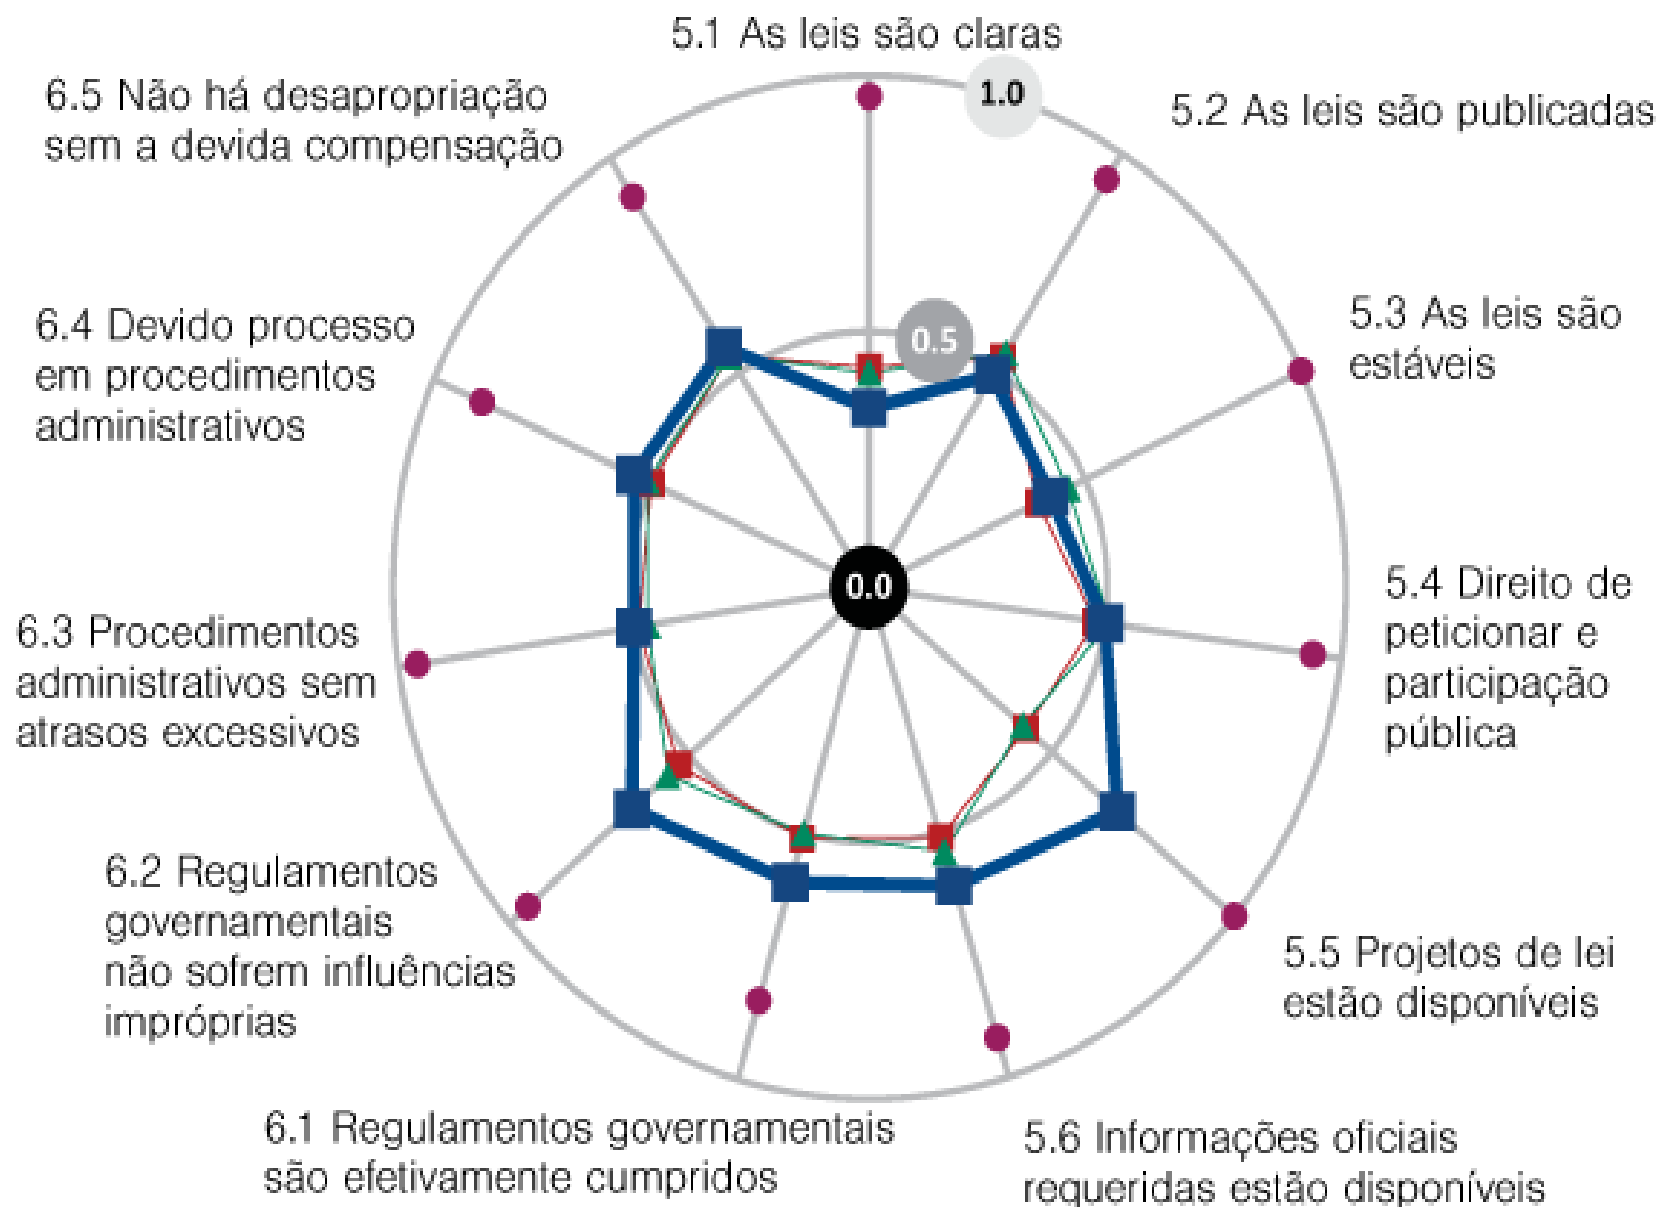 5.1 As leis são claras
1.0
5.2 As leis são publicadas
6.5 Não há desapropriação
sem a devida compensação
0.5
5.3 As leis são
estáveis
6.4 Devido processo
em procedimentos
administrativos
0.0
5.4 Direito de
peticionar e
participação
pública
6.3 Procedimentos
administrativos sem
atrasos excessivos
6.2 Regulamentos
governamentais
não sofrem influências
impróprias
5.5 Projetos de lei
estão disponíveis
6.1 Regulamentos governamentais
são efetivamente cumpridos
5.6 Informações oficiais
requeridas estão disponíveis